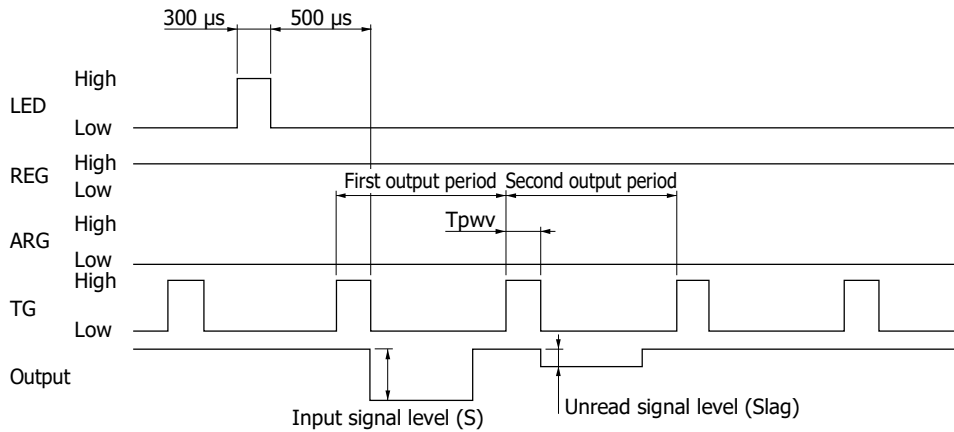 300 µs 500 µs
High
LED
Low
High
REG
Low
First output period Second output period
High
Tpwv
ARG
Low
High
TG
Low
Output
Input signal level (S)
Unread signal level (Slag)